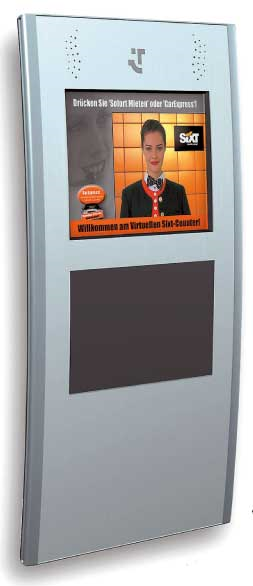 Drücken Sie 'Sofort Mieten' oder 'CarExpress'!
SiXT
Willkommen am Virtuellen Sixt-Counter!